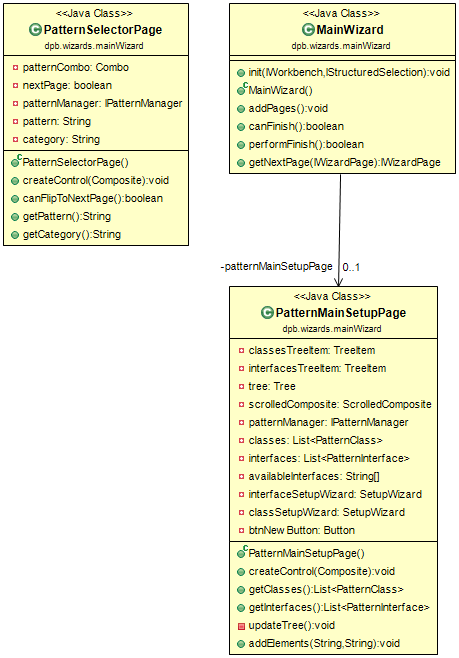 <<Java Class>>
PatternSelectorPage
dpb.wizards.mainWizard
patternCombo: Combo
nextPage: boolean
patternManager: IPatternManager
pattern: String
category: String
PatternSelectorPage()
createControl(Composite):void
canFlipToNextPage():boolean
getPattern():String
getCategory():String
<<Java Class>>
MainWizard
dpb.wizards.mainWizard
init(IWorkbench,IStructuredSelection):void
MainWizard()
addPages():void
canFinish():boolean
performFinish():boolean
getNextPage(IWizardPage):IWizardPage
-patternMainSetupPage 0..1
<<Java Class>>
PatternMainSetupPage
dpb.wizards.mainWizard
classesTreeItem: TreeItem
interfacesTreeItem: TreeItem
tree: Tree
scrolledComposite: ScrolledComposite
patternManager: IPatternManager
classes: List<PatternClass>
interfaces: List<PatternInterface>
availableInterfaces: String[]
interfaceSetupWizard: SetupWizard
classSetupWizard: SetupWizard
btnNewButton: Button
PatternMainSetupPage()
createControl(Composite):void
getClasses():List<PatternClass>
getInterfaces():List<PatternInterface>
updateTree():void
addElements(String,String):void